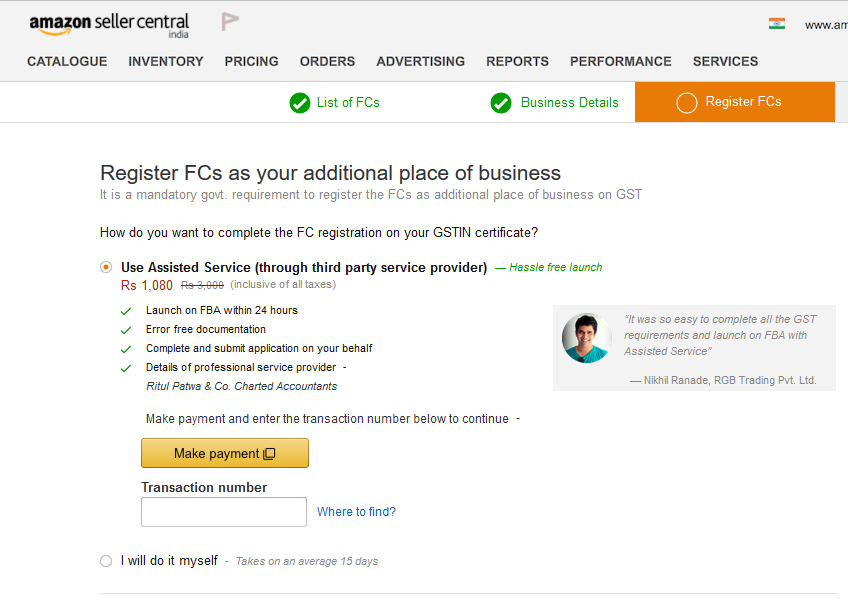 amazon seller central
india
www.am
CATALOGUE INVENTORY PRICING ORDERS ADVERTISING REPORTS PERFORMANCE SERVICES
List of FCs Business Details Register FCs
Register FCs as your additional place of business
It is a mandatory govt. requirement to register the FCs as additional place of business on GST
How do you want to complete the FC registration on your GSTIN certificate?
Use Assisted Service (through third party service provider) — Hassle free launch
Rs 1,080 Rs 3,000 (inclusive of all taxes)
Launch on FBA within 24 hours
Error free documentation
Complete and submit application on your behalf
Details of professional service provider -
Ritul Patwa & Co. Charted Accountants
“It was so easy to complete all the GST
requirements and launch on FBA with
Assisted Service”
— Nikhil Ranade, RGB Trading Pvt. Ltd.
Make payment and enter the transaction number below to continue -
Make payment
Transaction number
Where to find?
I will do it myself - Takes on an average 15 days